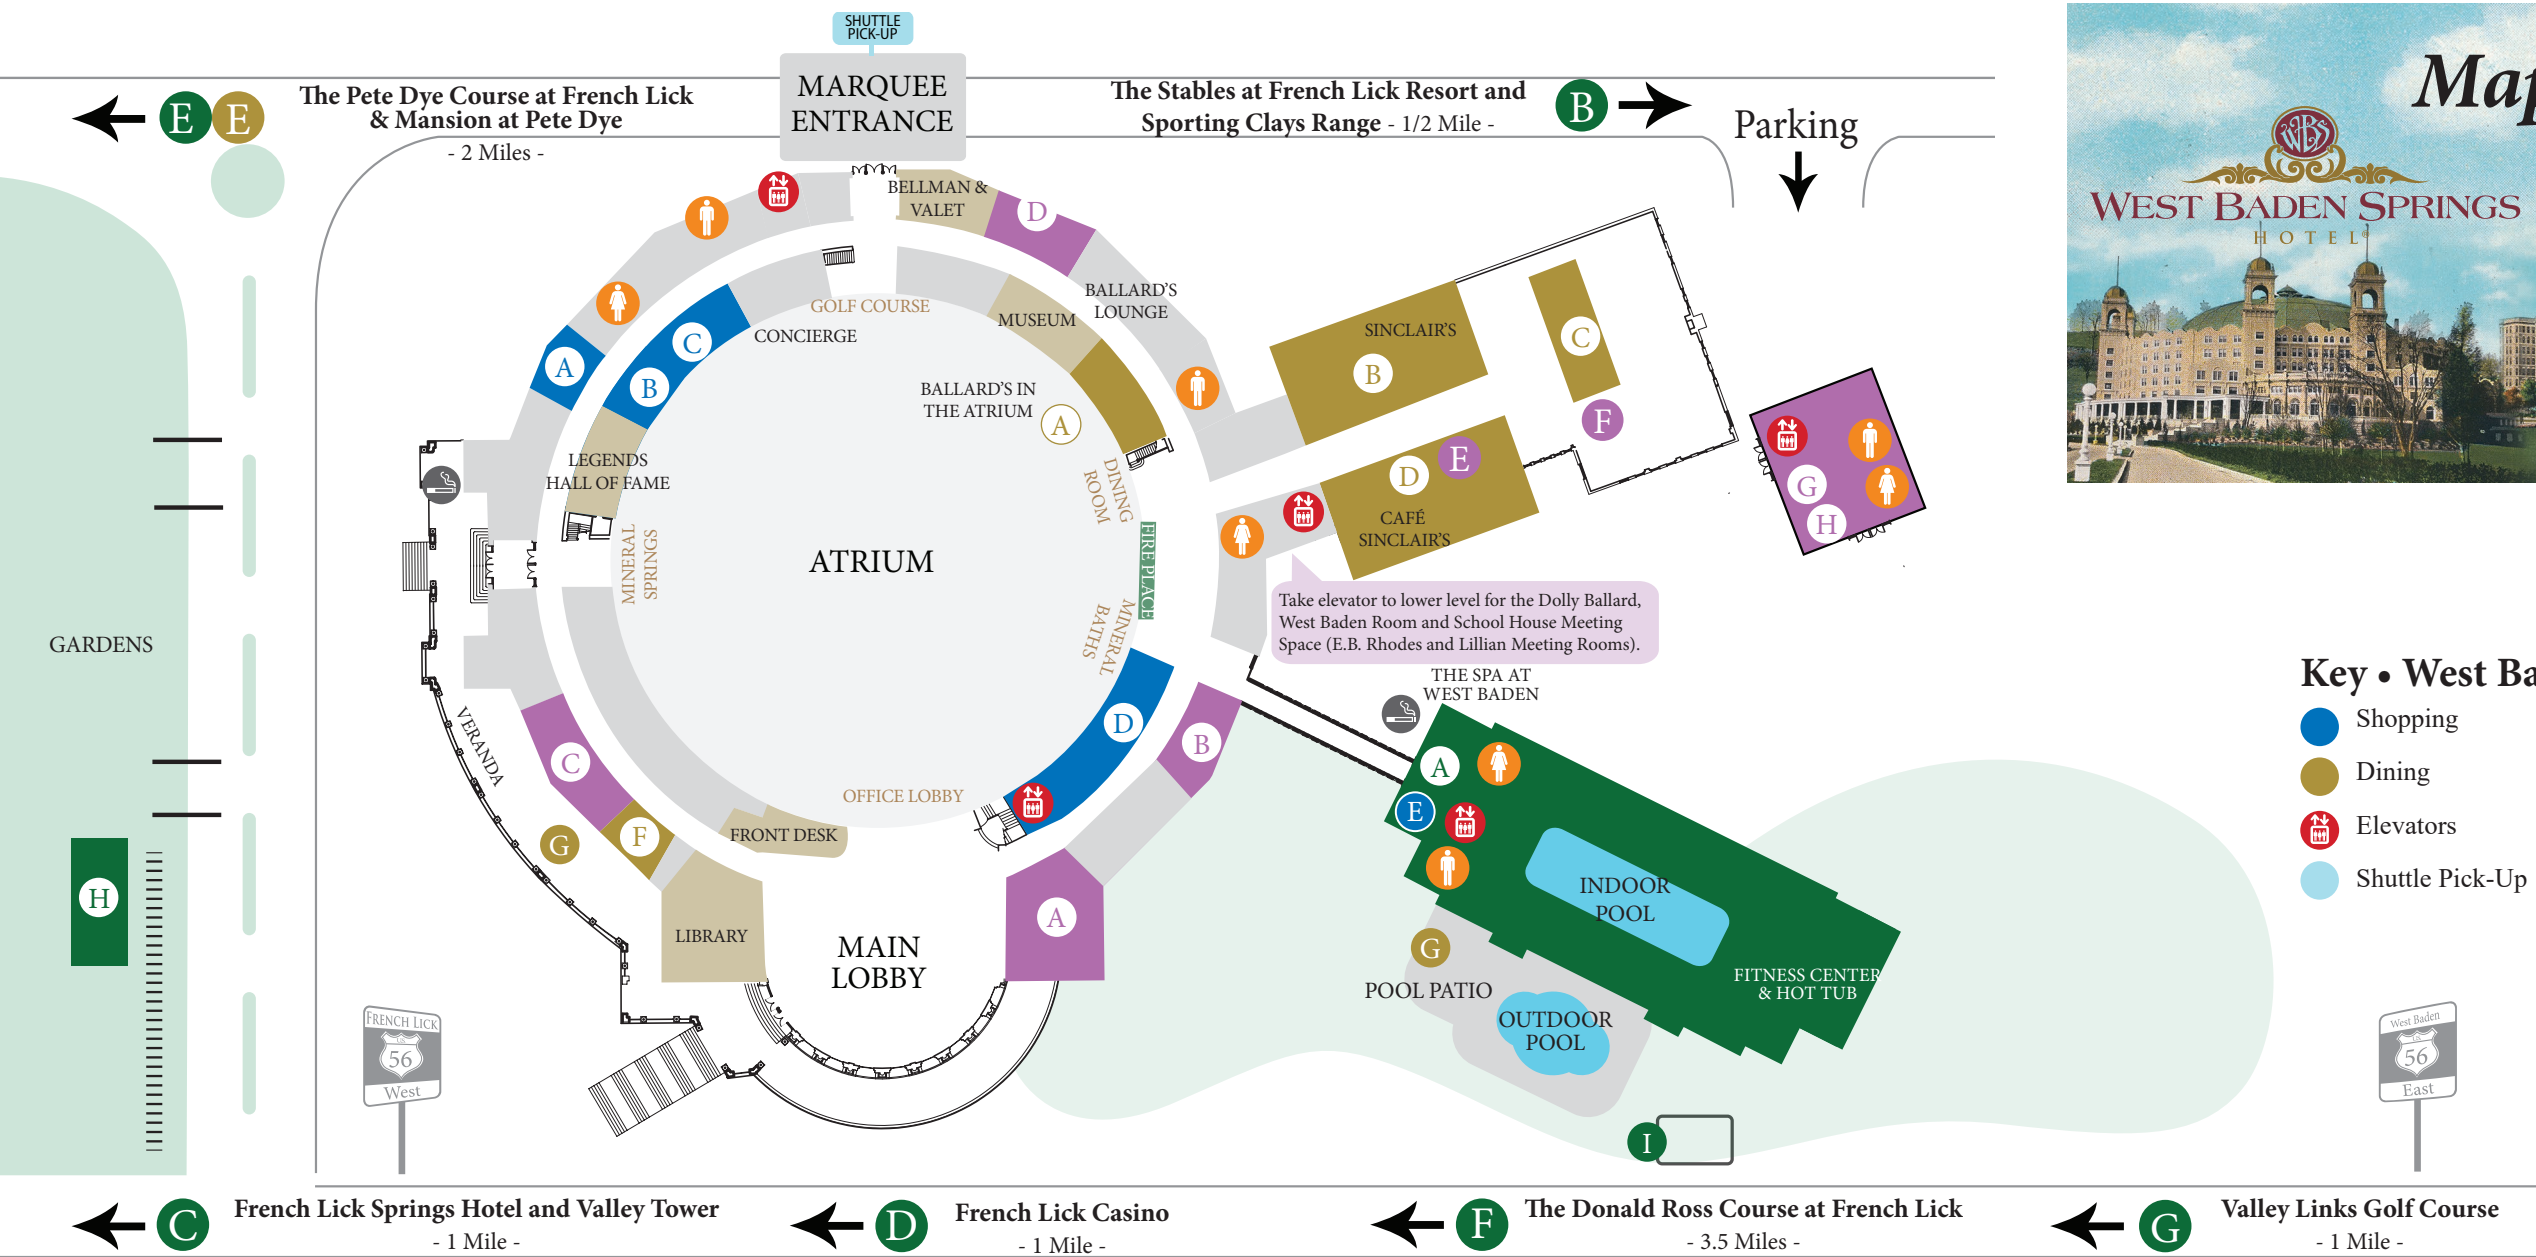 SHUTTLE
PICK-UP
MARQUEE
ENTRANCE
E
E
The Pete Dye Course at French Lick
& Mansion at Pete Dye
- 2 Miles -
The Stables at French Lick Resort and
Sporting Clays Range - 1/2 Mile -
B
Parking
Map
WBS
WEST BADEN SPRINGS
HOTEL®
BELLMAN &
VALET
D
BALLARD'S
LOUNGE
GOLF COURSE
CONCIERGE
MUSEUM
A
C
B
BALLARD'S IN
THE ATRIUM
A
SINCLAIR'S
B
C
F
LEGENDS
HALL OF FAME
DINING
ROOM
D
E
CAFÉ
SINCLAIR'S
G
H
MINERAL
SPRINGS
ATRIUM
FIRE PLACE
MINERAL
BATHS
Take elevator to lower level for the Dolly Ballard,
West Baden Room and School House Meeting
Space (E.B. Rhodes and Lillian Meeting Rooms).
GARDENS
THE SPA AT
WEST BADEN
Key • West Ba
Shopping
Dining
Elevators
Shuttle Pick-Up
VERANDA
C
D
B
A
E
OFFICE LOBBY
FRONT DESK
F
G
H
LIBRARY
MAIN
LOBBY
A
INDOOR
POOL
G
POOL PATIO
FITNESS CENTER
& HOT TUB
OUTDOOR
POOL
FRENCH LICK
US
56
West
West Baden
US
56
East
I
C
French Lick Springs Hotel and Valley Tower
- 1 Mile -
D
French Lick Casino
- 1 Mile -
F
The Donald Ross Course at French Lick
- 3.5 Miles -
G
Valley Links Golf Course
- 1 Mile -